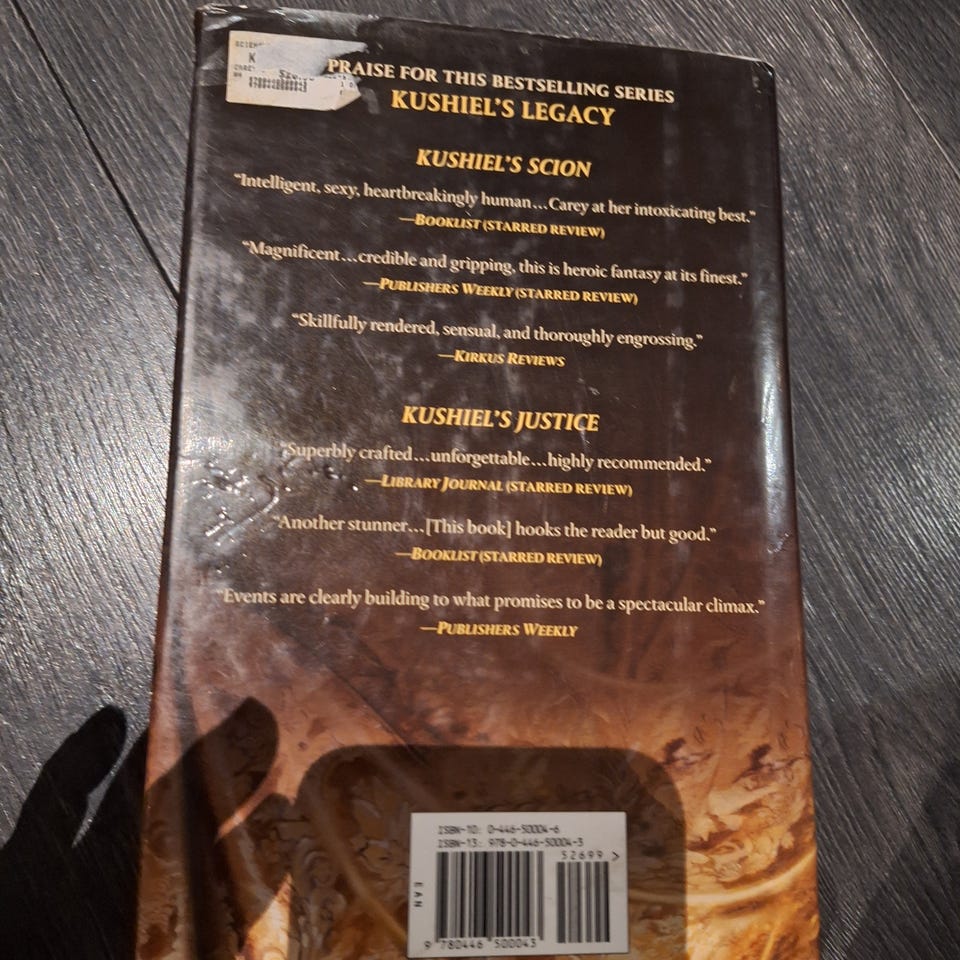 PRAISE FOR THIS BESTSELLING SERIES
KUSHIEL'S LEGACY
KUSHIEL'S SCION
"Intelligent, sexy, heartbreakingly human...Carey at her intoxicating best."
—BOOKLIST (STARRED REVIEW)
"Magnificent...credible and gripping, this is heroic fantasy at its finest."
—PUBLISHERS WEEKLY (STARRED REVIEW)
"Skillfully rendered, sensual, and thoroughly engrossing."
—KIRKUS REVIEWS
KUSHIEL'S JUSTICE
"Superbly crafted...unforgettable...highly recommended."
—LIBRARY JOURNAL (STARRED REVIEW)
"Another stunner...[This book] hooks the reader but good."
—BOOKLIST (STARRED REVIEW)
"Events are clearly building to what promises to be a spectacular climax."
—PUBLISHERS WEEKLY
ISBN-10: 0-446-50004-6
ISBN-13: 978-0-446-50004-3
52699 >
EAN
9 780446 500043